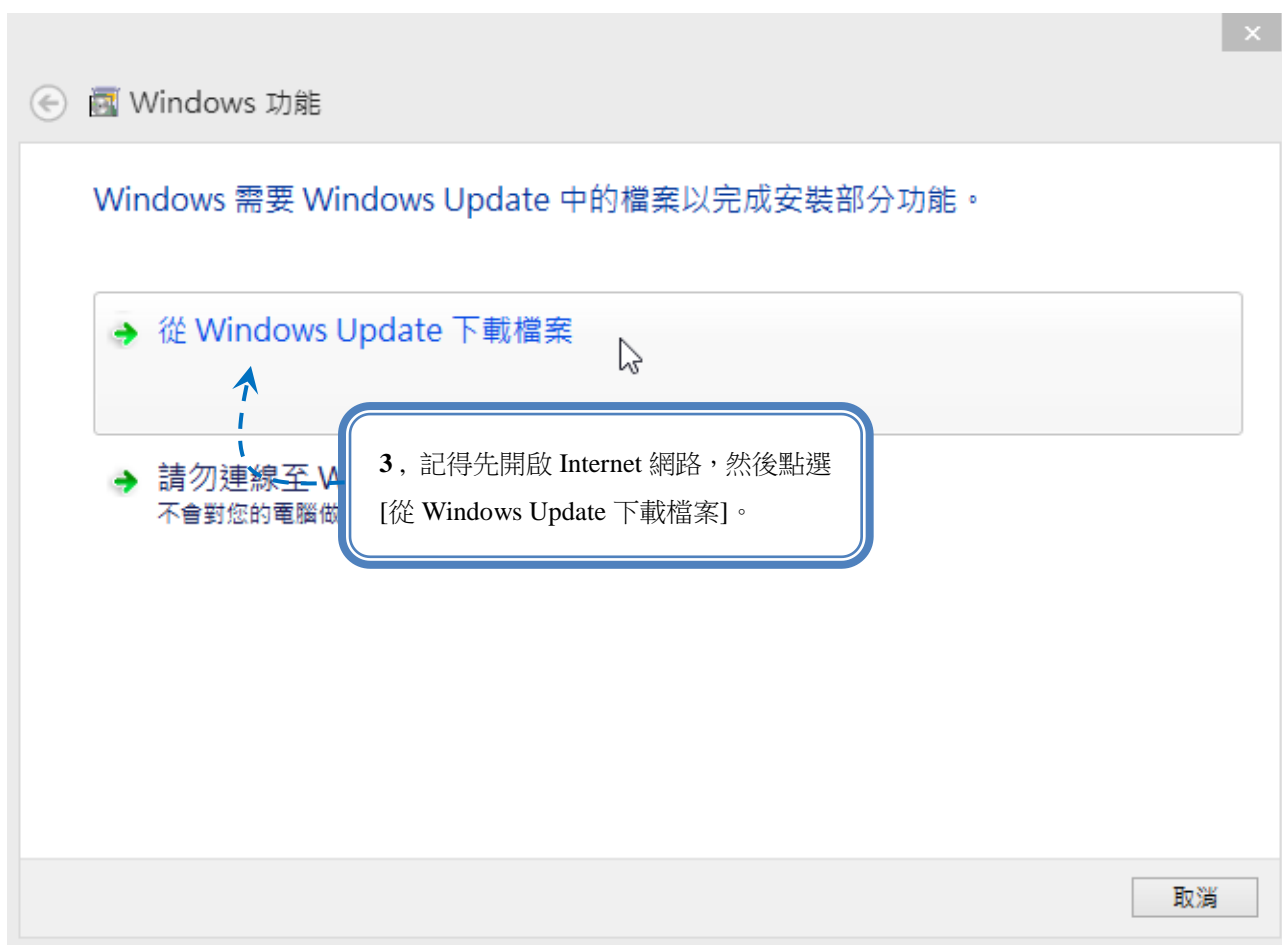 Windows 功能
Windows 需要 Windows Update 中的檔案以完成安裝部分功能。
從 Windows Update 下載檔案
3 , 記得先開啟 Internet 網路，然後點選
[從 Windows Update 下載檔案]。
請勿連線至 W
不會對您的電腦做
取消